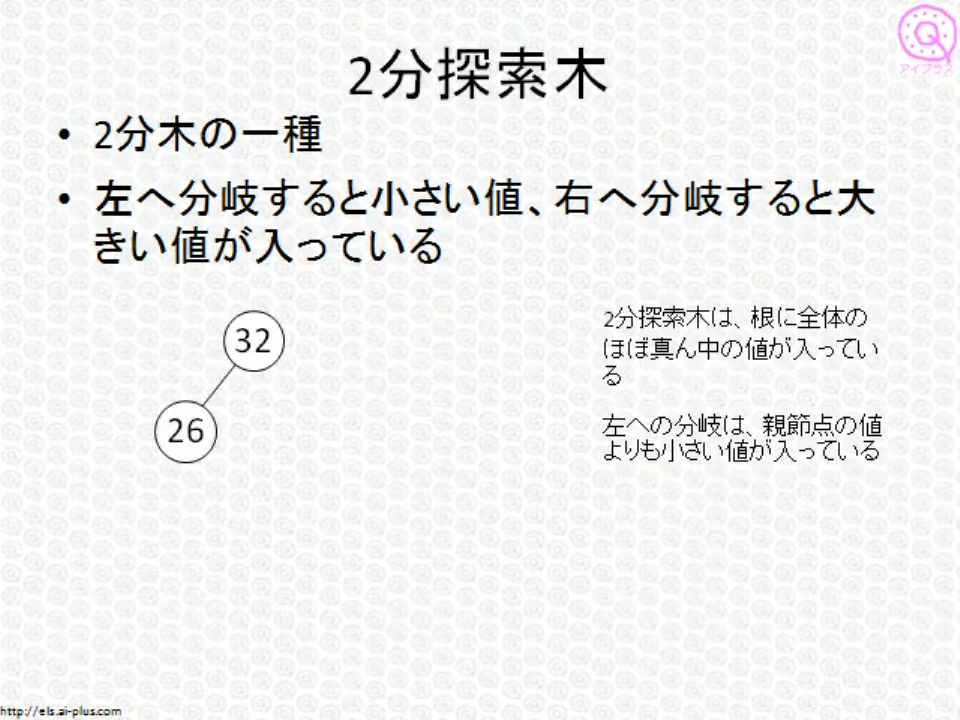 アイプラス
2分探索木
• 2分木の一種
• 左へ分岐すると小さい値、右へ分岐すると大
きい値が入っている
32
26
2分探索木は、根に全体の
ほぼ真ん中の値が入ってい
る
左への分岐は、親節点の値
よりも小さい値が入っている
http://els.ai-plus.com